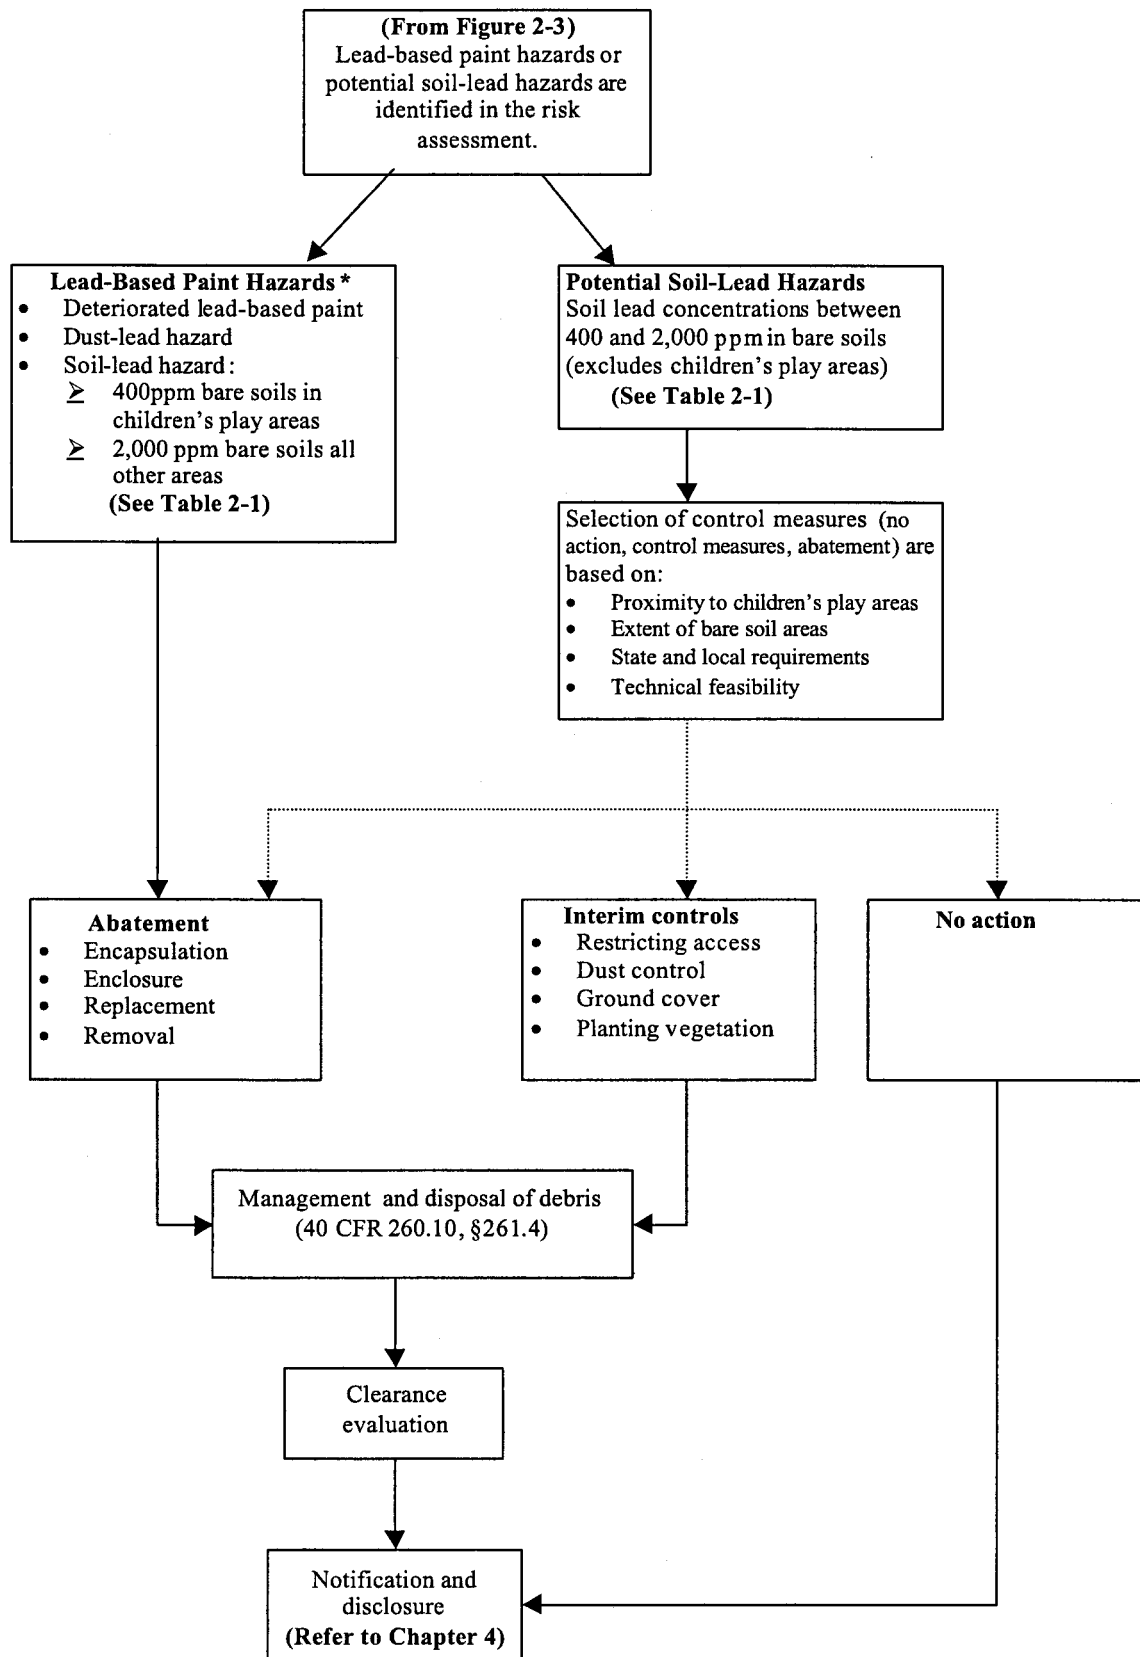 (From Figure 2-3)
Lead-based paint hazards or
potential soil-lead hazards are
identified in the risk
assessment.
Lead-Based Paint Hazards *
• Deteriorated lead-based paint
• Dust-lead hazard
• Soil-lead hazard:
➢ 400ppm bare soils in
children's play areas
➢ 2,000 ppm bare soils all
other areas
(See Table 2-1)
Potential Soil-Lead Hazards
Soil lead concentrations between
400 and 2,000 ppm in bare soils
(excludes children's play areas)
(See Table 2-1)
Selection of control measures (no
action, control measures, abatement) are
based on:
• Proximity to children's play areas
• Extent of bare soil areas
• State and local requirements
• Technical feasibility
Abatement
• Encapsulation
• Enclosure
• Replacement
• Removal
Interim controls
• Restricting access
• Dust control
• Ground cover
• Planting vegetation
No action
Management and disposal of debris
(40 CFR 260.10, §261.4)
Clearance
evaluation
Notification and
disclosure
(Refer to Chapter 4)